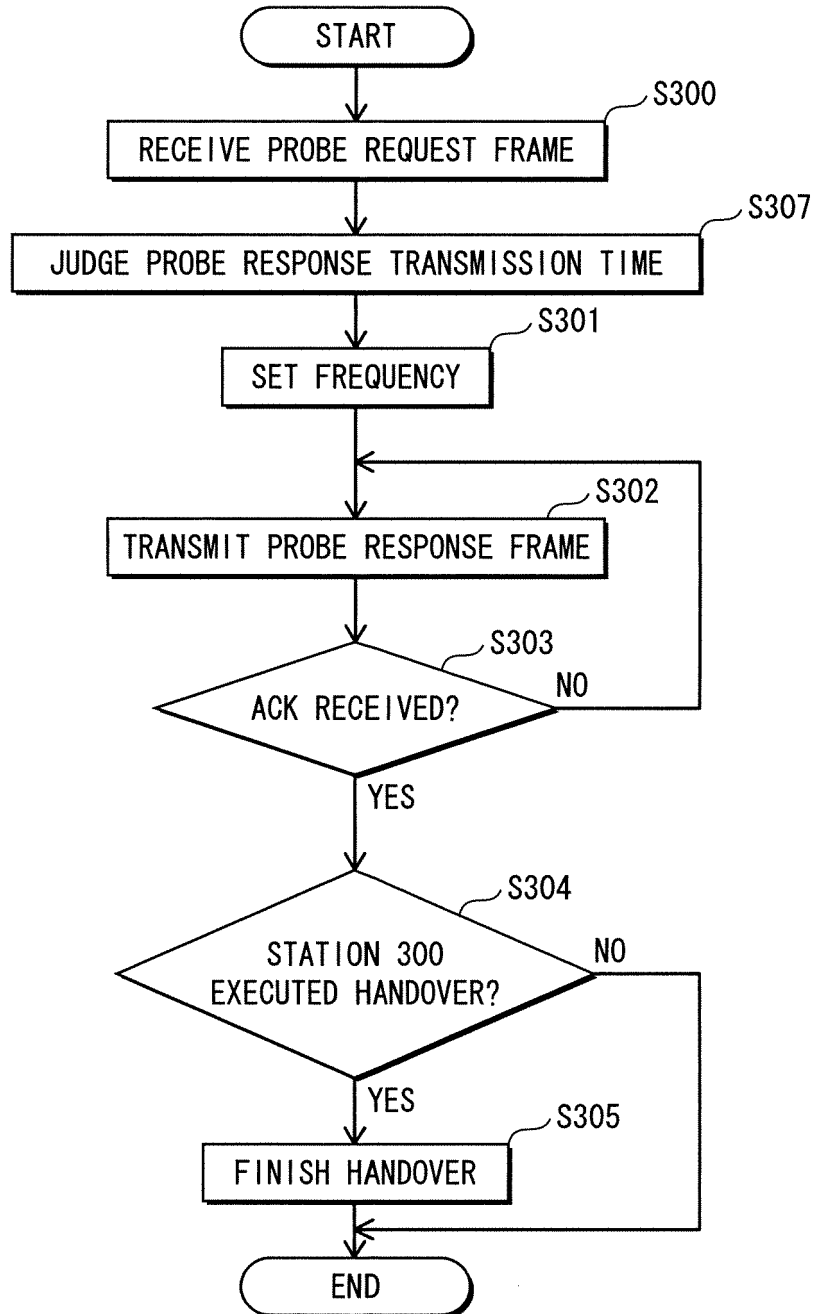 START
S300
RECEIVE PROBE REQUEST FRAME
S307
JUDGE PROBE RESPONSE TRANSMISSION TIME
S301
SET FREQUENCY
S302
TRANSMIT PROBE RESPONSE FRAME
S303
ACK RECEIVED?
NO
YES
S304
STATION 300
EXECUTED HANDOVER?
NO
YES
S305
FINISH HANDOVER
END